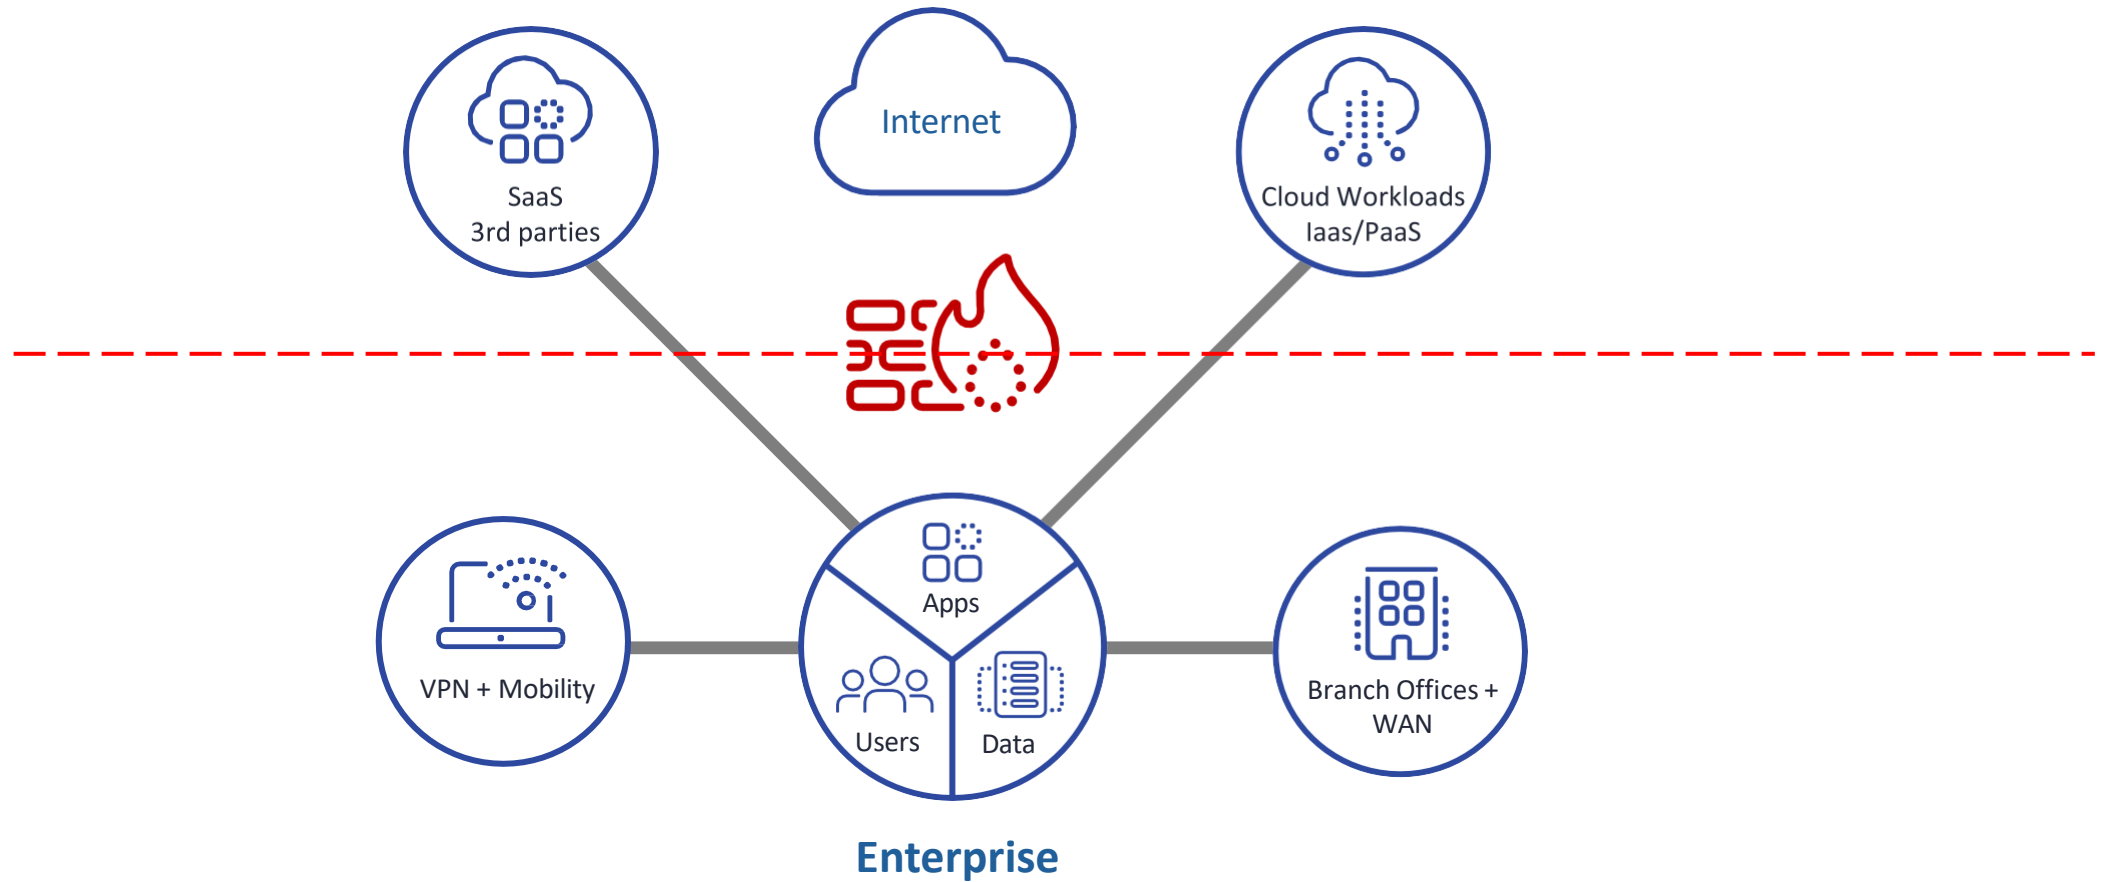 Internet
SaaS
3rd parties
Cloud Workloads
Iaas/PaaS
Apps
Users
Data
VPN + Mobility
Branch Offices +
WAN
Enterprise